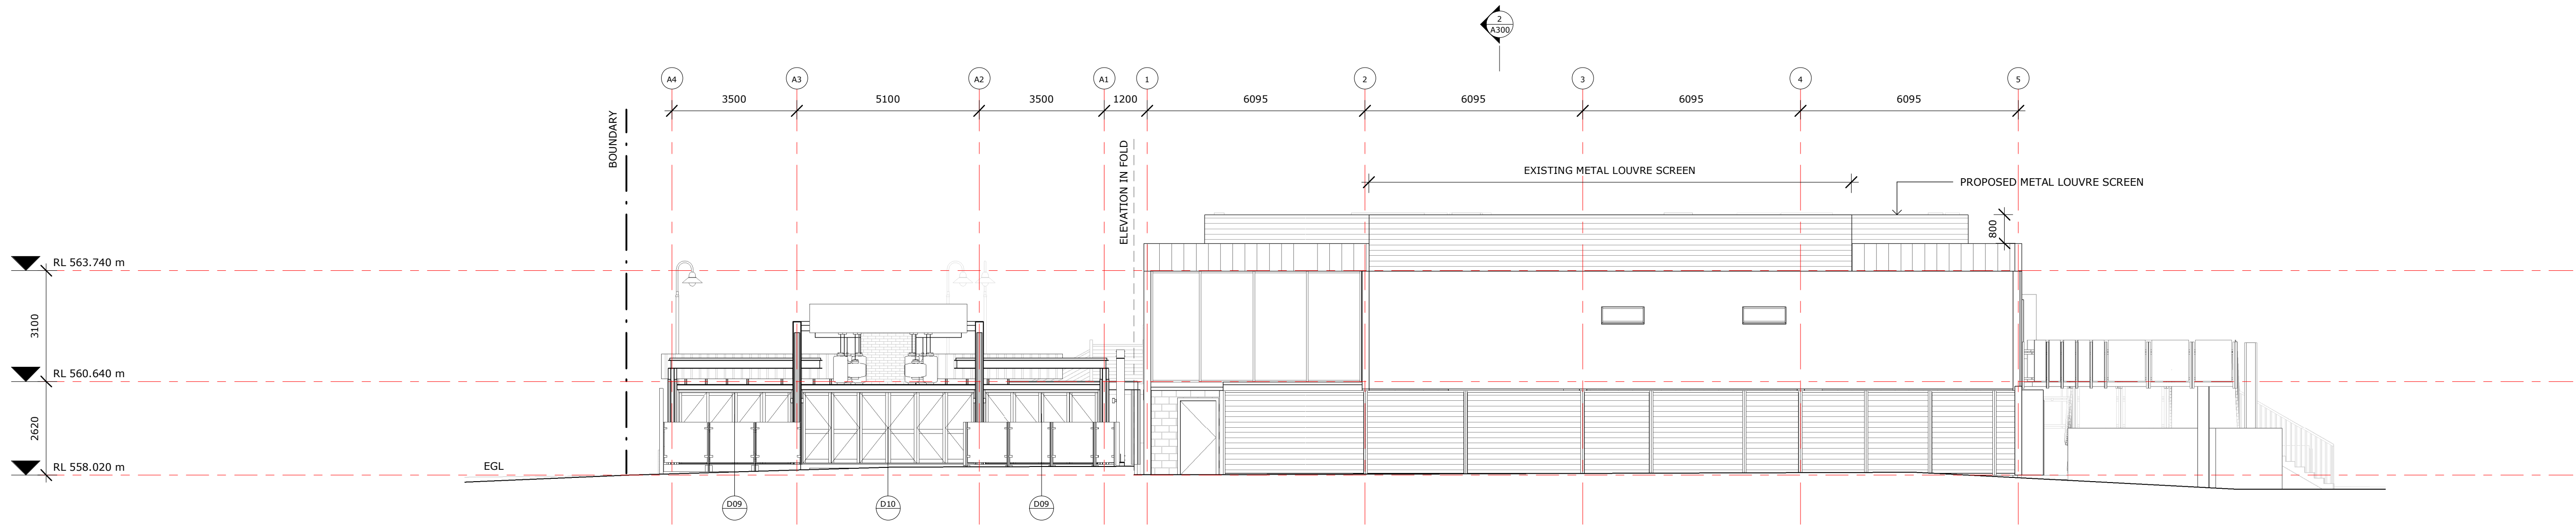 2
A300
A4
A3
A2
A1
1
2
3
4
5
3500
5100
3500
1200
6095
6095
6095
6095
BOUNDARY
ELEVATION IN FOLD
EXISTING METAL LOUVRE SCREEN
PROPOSED METAL LOUVRE SCREEN
800
RL 563.740 m
3100
RL 560.640 m
2620
RL 558.020 m
EGL
D09
D10
D09